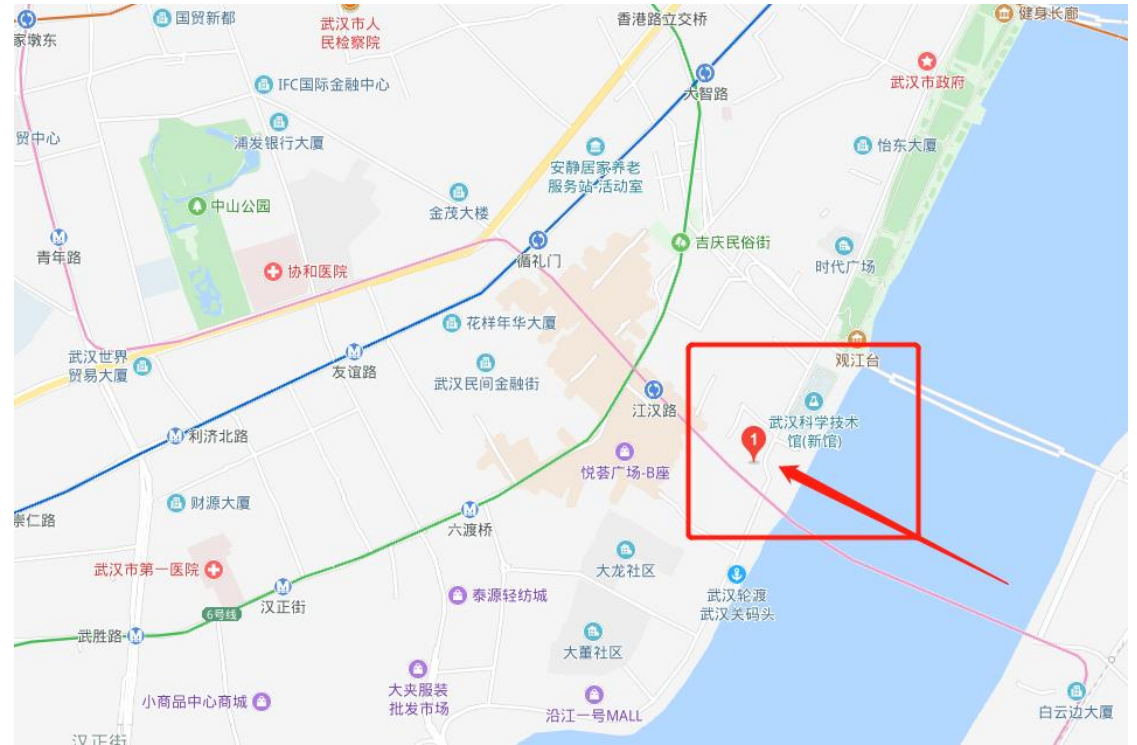 国贸新都
武汉市人
民检察院
香港路立交桥
健身长廊
家墩东
IFC国际金融中心
大智路
武汉市政府
贸中心
浦发银行大厦
怡东大厦
安静居家养老
服务站-活动室
中山公园
金茂大楼
青年路
循礼门
吉庆民俗街
时代广场
协和医院
花样年华大厦
武汉世界
贸易大厦
友谊路
武汉民间金融街
观江台
江汉路
武汉科学技术
馆(新馆)
1
利济北路
悦荟广场-B座
财源大厦
崇仁路
六渡桥
武汉市第一医院
大龙社区
6号线
汉正街
泰源轻纺城
武汉轮渡
武汉关码头
武胜路
大董社区
小商品中心商城
大夹服装
批发市场
沿江一号MALL
白云边大厦
汉正街